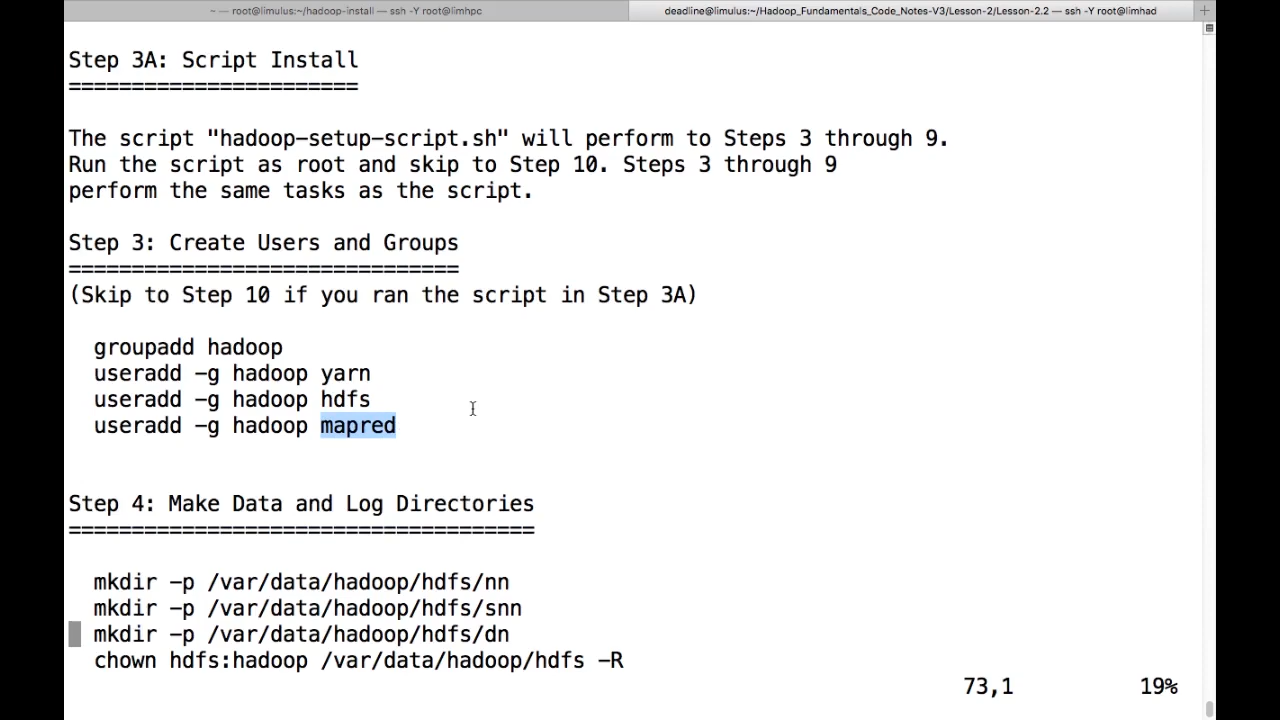 ~ — root@limulus:~/hadoop-install — ssh -Y root@limhpc
deadline@limulus:~/Hadoop_Fundamentals_Code_Notes-V3/Lesson-2/Lesson-2.2 — ssh -Y root@limhad
Step 3A: Script Install
=======================
The script "hadoop-setup-script.sh" will perform to Steps 3 through 9.
Run the script as root and skip to Step 10. Steps 3 through 9
perform the same tasks as the script.
Step 3: Create Users and Groups
===============================
(Skip to Step 10 if you ran the script in Step 3A)
groupadd hadoop
useradd -g hadoop yarn
useradd -g hadoop hdfs
useradd -g hadoop mapred
Step 4: Make Data and Log Directories
=====================================
mkdir -p /var/data/hadoop/hdfs/nn
mkdir -p /var/data/hadoop/hdfs/snn
mkdir -p /var/data/hadoop/hdfs/dn
chown hdfs:hadoop /var/data/hadoop/hdfs -R
73,1 19%